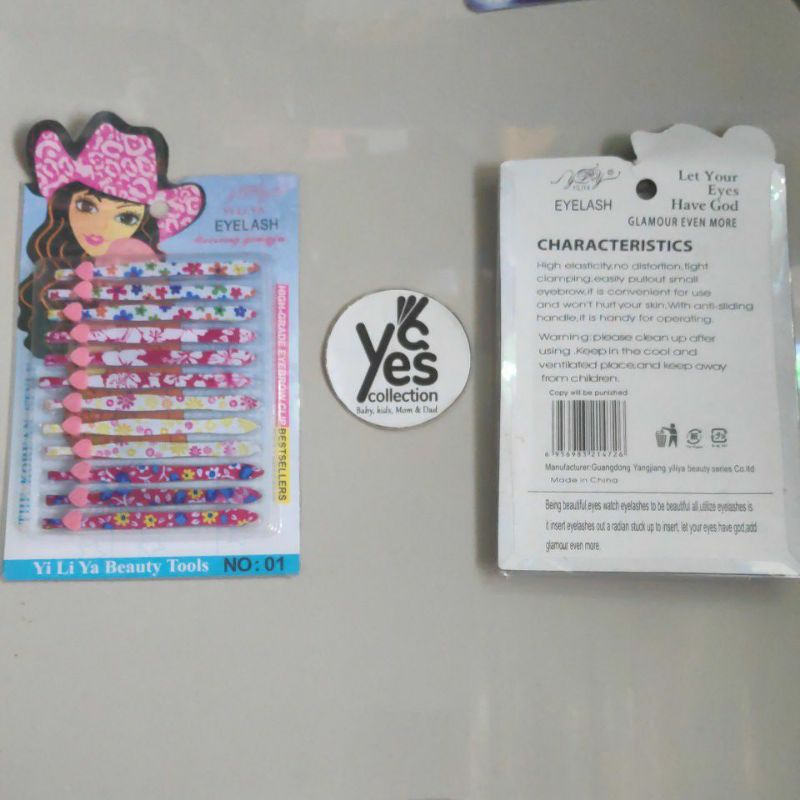 YILIYA
EYELASH
HIGH-GRADE EYEBROW CLIP BESTSELLERS
Yi Li Ya Beauty Tools NO: 01
yes
collection
Baby, kids, Mom & Dad
YILIYA
EYELASH
Let Your
Eyes
Have God
GLAMOUR EVEN MORE
CHARACTERISTICS
High elasticity,no distortion,tight
clamping,easily pullout small
eyebrow,it is convenient for use
and won't hurt your skin.With anti-sliding
handle,it is handy for operating.
Warning: please clean up after
using .Keep in the cool and
ventilated place,and keep away
from children.
Copy will be punished
6 936983 214726
Manufacturer:Guangdong Yangjiang yiliya beauty series Co.ltd
Made in China
Being beautiful,eyes watch eyelashes to be beautiful all,utilize eyelashes is
it insert eyelashes out a radian stuck up to insert, let your eyes have god,add
glamour even more.